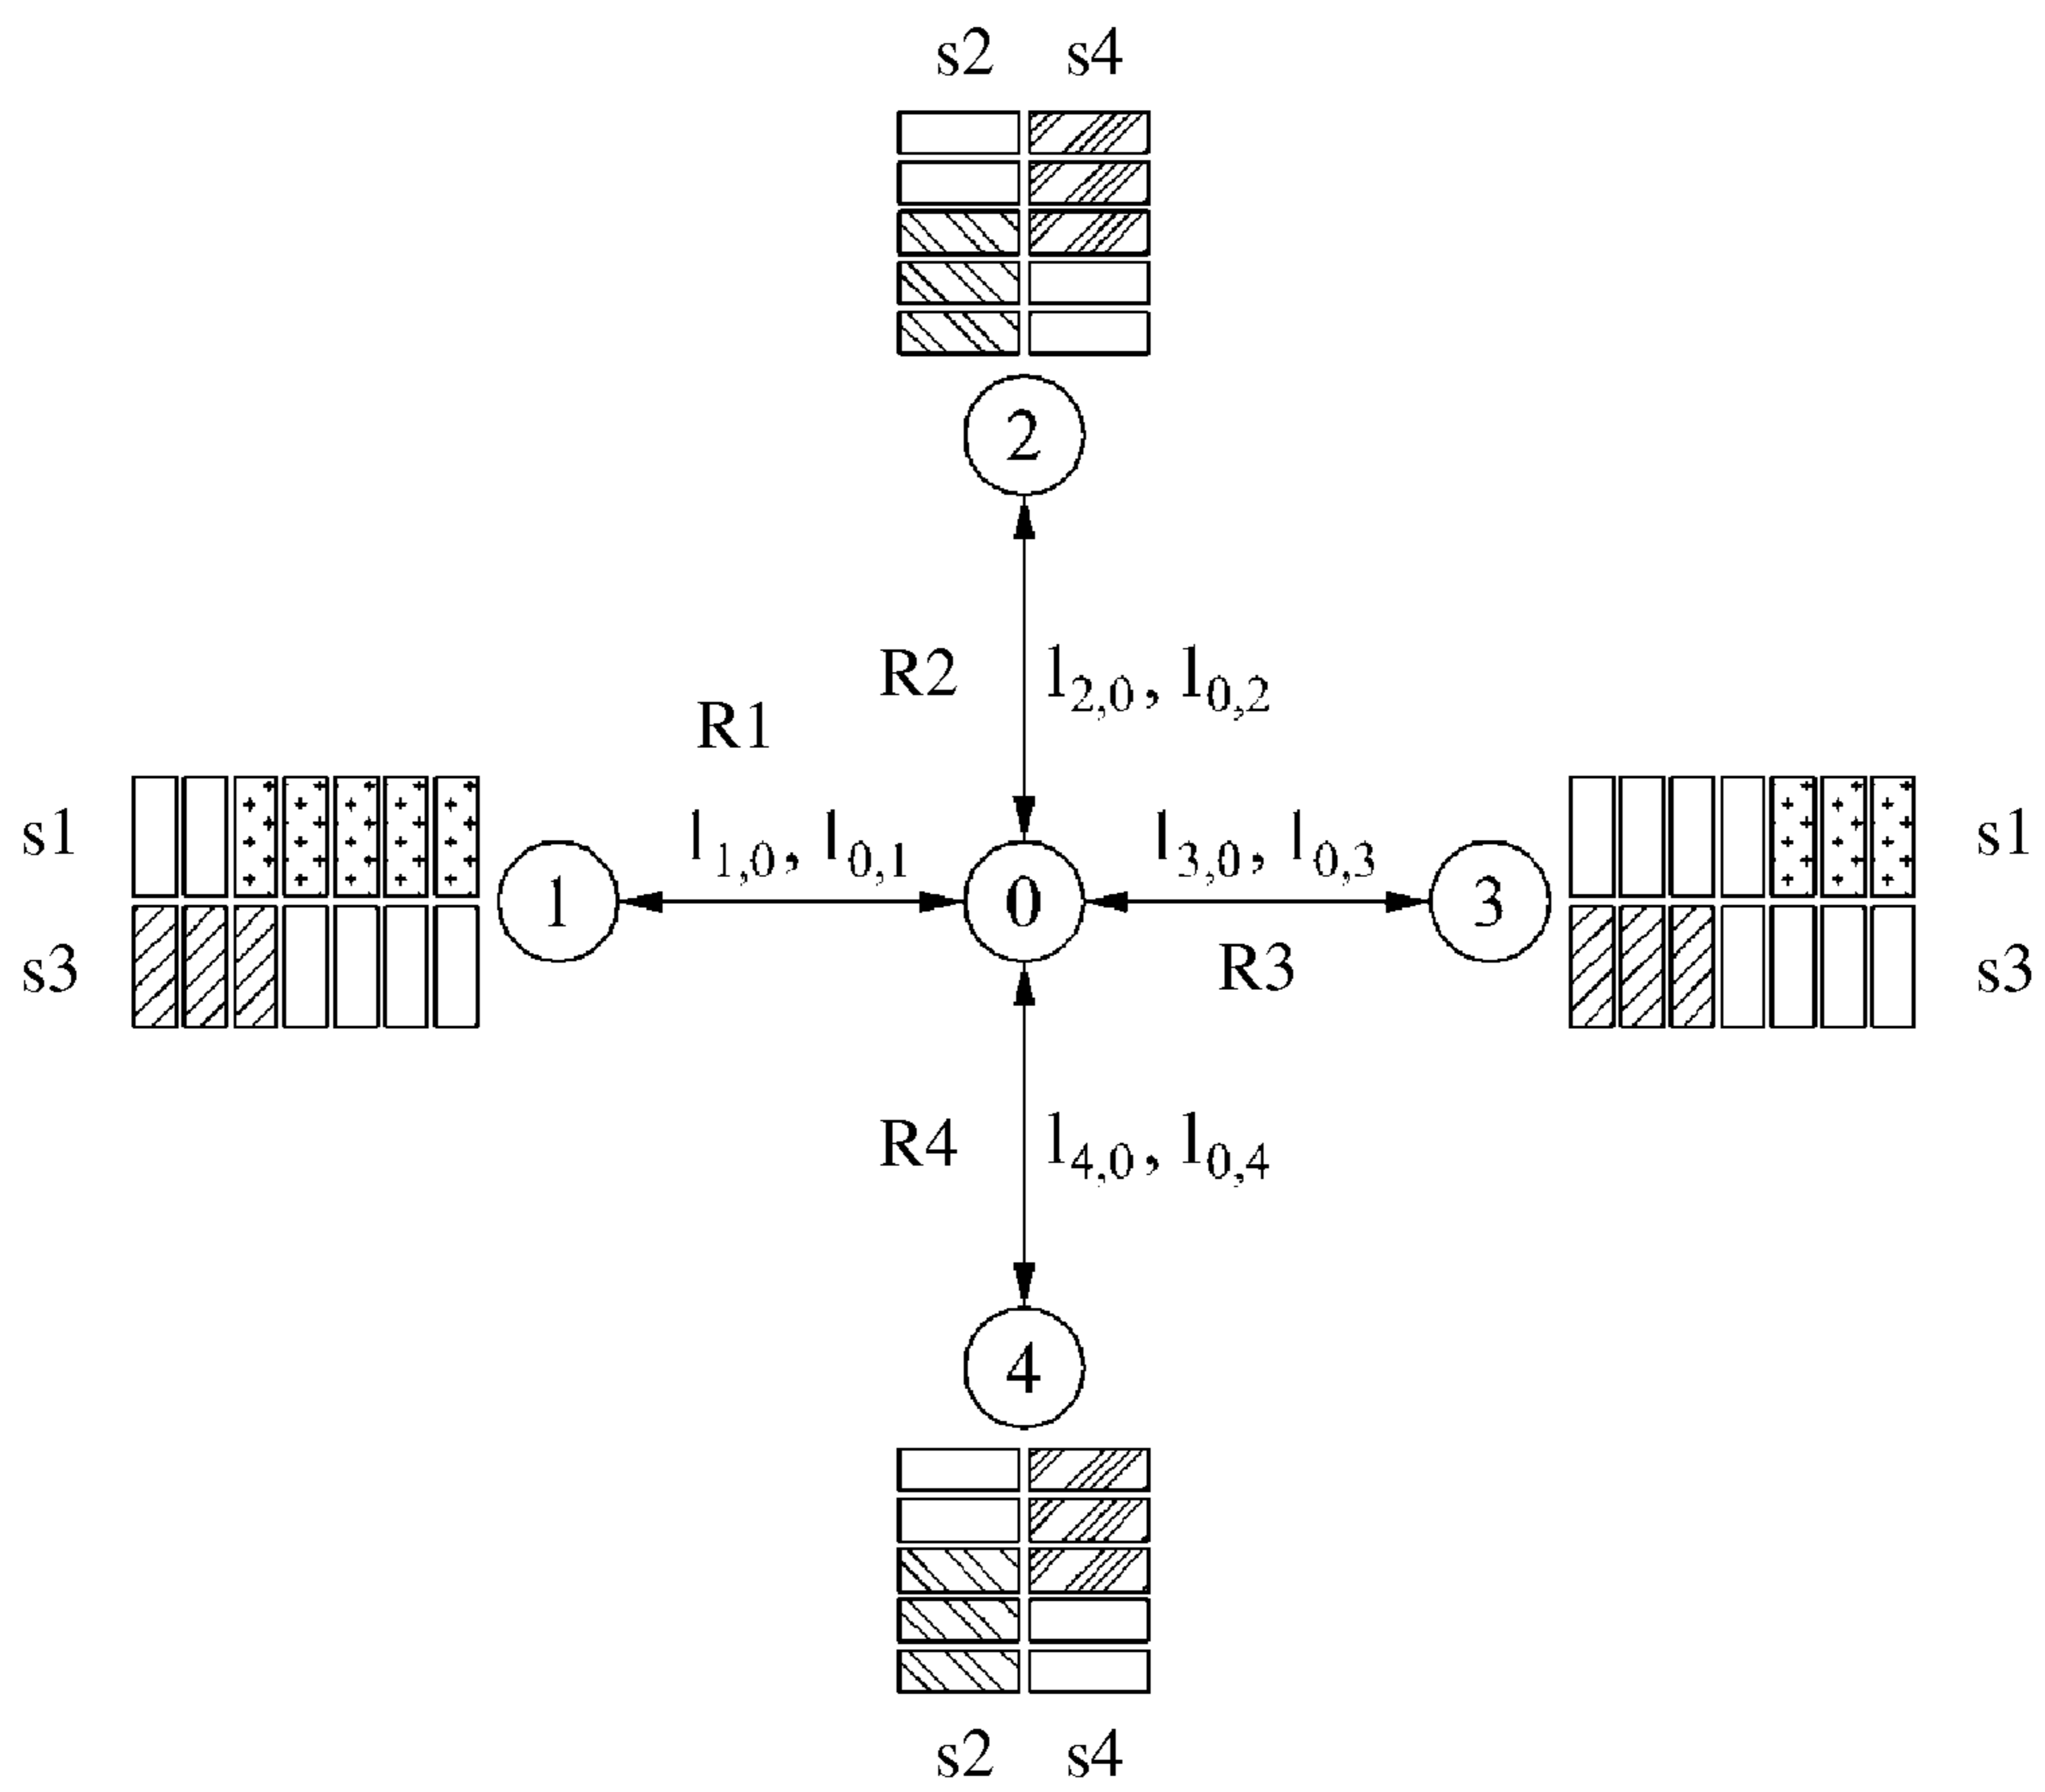 s2 s4
2
R2 l2,0, l0,2
R1
l1,0, l0,1 l3,0, l0,3
s1 s1
1 0 3
s3 R3 s3
R4 l4,0, l0,4
4
s2 s4